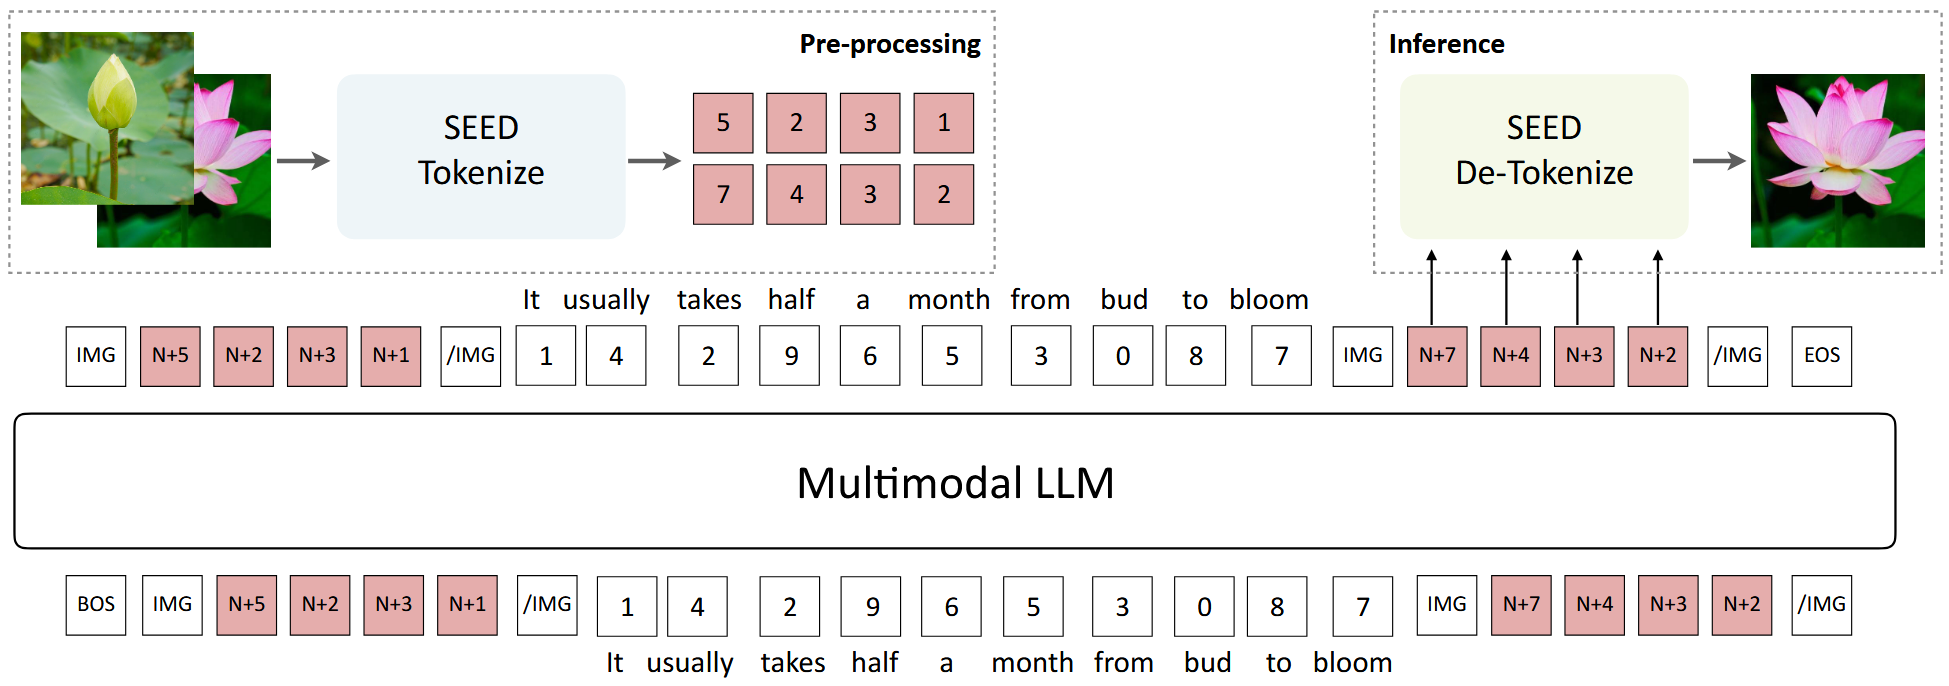 Pre-processing
Inference
SEED
Tokenize
5 2 3 1
7 4 3 2
SEED
De-Tokenize
It usually takes half a month from bud to bloom
IMG N+5 N+2 N+3 N+1 /IMG 1 4 2 9 6 5 3 0 8 7 IMG N+7 N+4 N+3 N+2 /IMG EOS
Multimodal LLM
BOS IMG N+5 N+2 N+3 N+1 /IMG 1 4 2 9 6 5 3 0 8 7 IMG N+7 N+4 N+3 N+2 /IMG
It usually takes half a month from bud to bloom